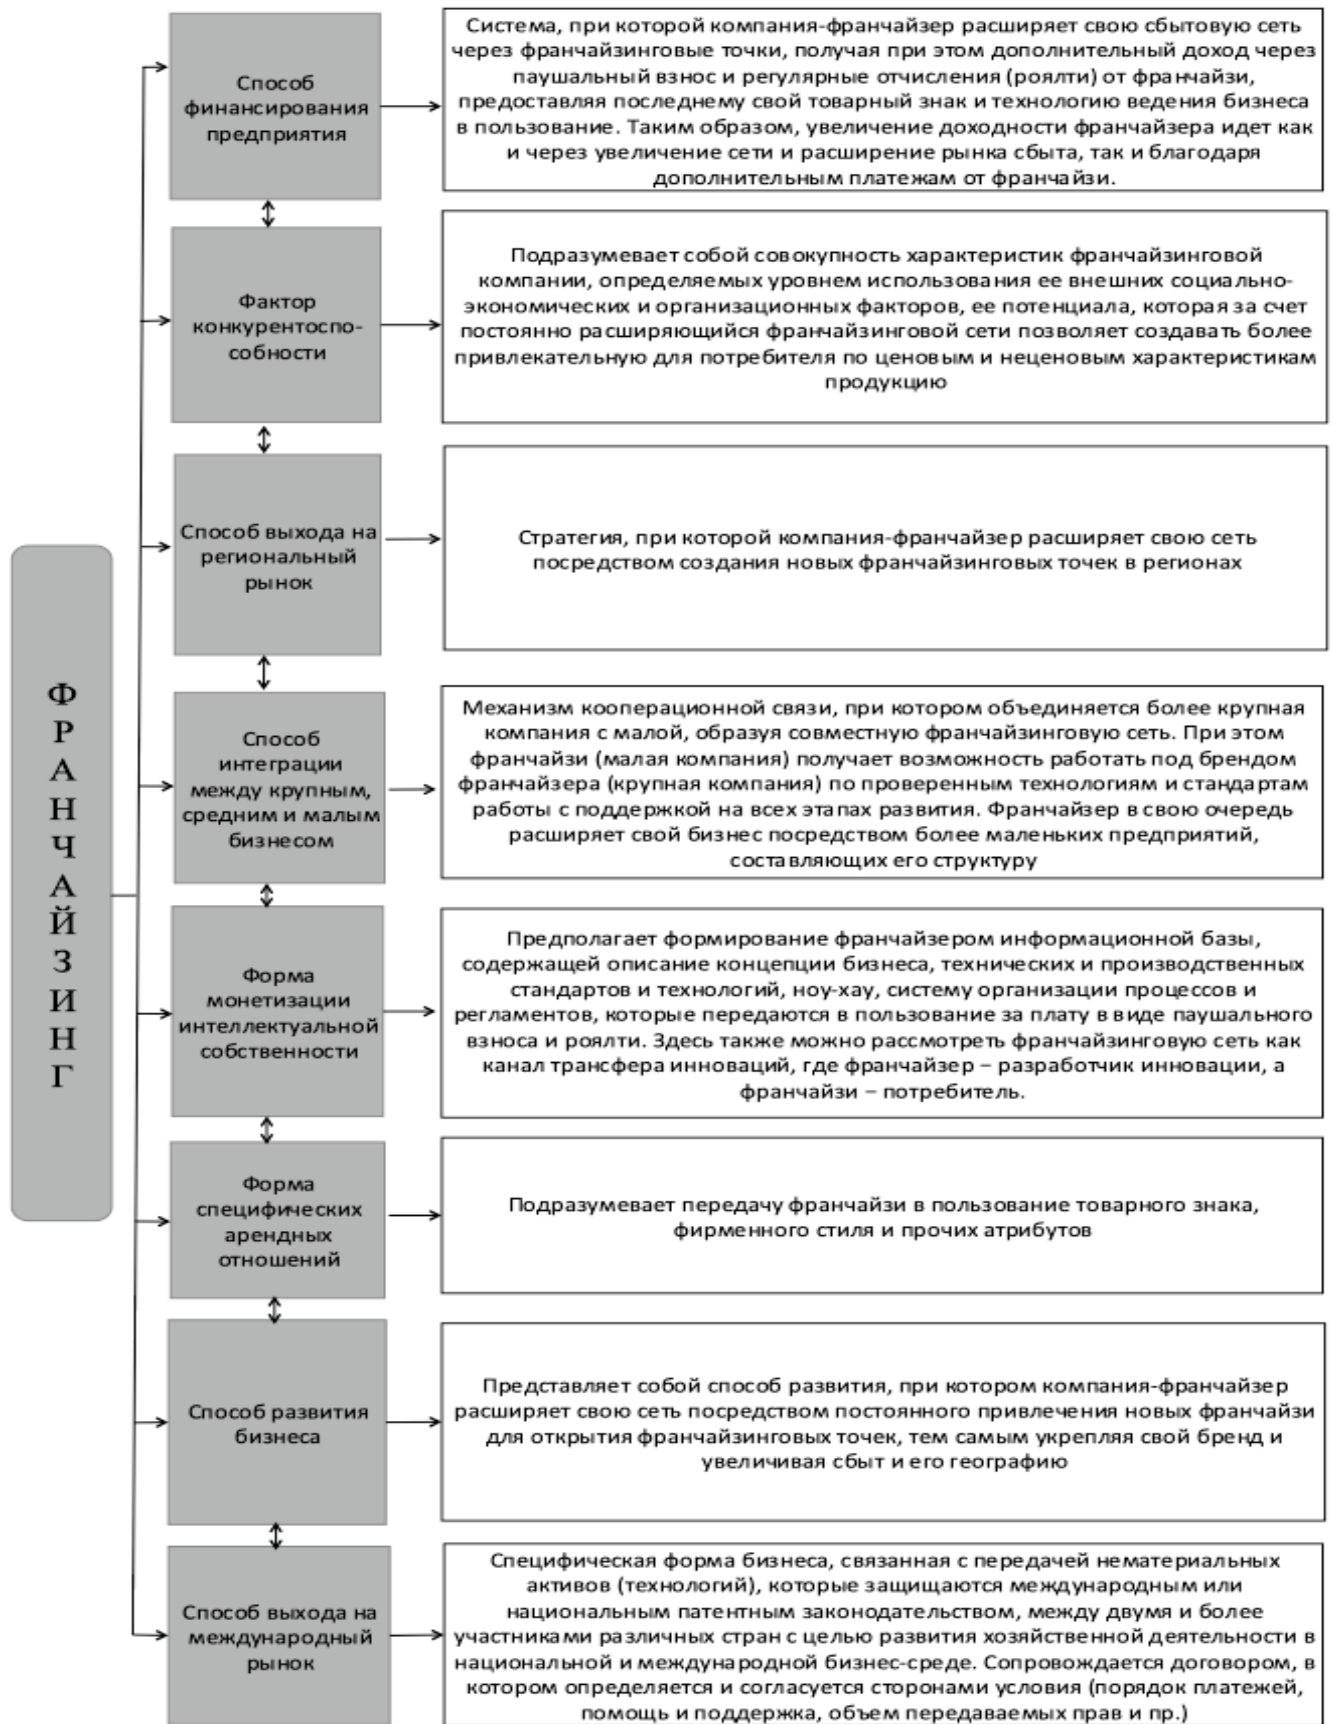 ФРАНЧАЙЗИНГ
Способ
финансирования
предприятия
Система, при которой компания-франчайзер расширяет свою сбытовую сеть
через франчайзинговые точки, получая при этом дополнительный доход через
паушальный взнос и регулярные отчисления (роялти) от франчайзи,
предоставляя последнему свой товарный знак и технологию ведения бизнеса
в пользование. Таким образом, увеличение доходности франчайзера идет как
и через увеличение сети и расширение рынка сбыта, так и благодаря
дополнительным платежам от франчайзи.
Фактор
конкурентоспо-
собности
Подразумевает собой совокупность характеристик франчайзинговой
компании, определяемых уровнем использования ее внешних социально-
экономических и организационных факторов, ее потенциала, которая за счет
постоянно расширяющийся франчайзинговой сети позволяет создавать более
привлекательную для потребителя по ценовым и неценовым характеристикам
продукцию
Способ выхода на
региональный
рынок
Стратегия, при которой компания-франчайзер расширяет свою сеть
посредством создания новых франчайзинговых точек в регионах
Способ
интеграции
между крупным,
средним и малым
бизнесом
Механизм кооперационной связи, при котором объединяется более крупная
компания с малой, образуя совместную франчайзинговую сеть. При этом
франчайзи (малая компания) получает возможность работать под брендом
франчайзера (крупная компания) по проверенным технологиям и стандартам
работы с поддержкой на всех этапах развития. Франчайзер в свою очередь
расширяет свой бизнес посредством более маленьких предприятий,
составляющих его структуру
Форма
монетизации
интеллектуальной
собственности
Предполагает формирование франчайзером информационной базы,
содержащей описание концепции бизнеса, технических и производственных
стандартов и технологий, ноу-хау, систему организации процессов и
регламентов, которые передаются в пользование за плату в виде паушального
взноса и роялти. Здесь также можно рассмотреть франчайзинговую сеть как
канал трансфера инноваций, где франчайзер – разработчик инновации, а
франчайзи – потребитель.
Форма
специфических
арендных
отношений
Подразумевает передачу франчайзи в пользование товарного знака,
фирменного стиля и прочих атрибутов
Способ развития
бизнеса
Представляет собой способ развития, при котором компания-франчайзер
расширяет свою сеть посредством постоянного привлечения новых франчайзи
для открытия франчайзинговых точек, тем самым укрепляя свой бренд и
увеличивая сбыт и его географию
Способ выхода на
международный
рынок
Специфическая форма бизнеса, связанная с передачей нематериальных
активов (технологий), которые защищаются международным или
национальным патентным законодательством, между двумя и более
участниками различных стран с целью развития хозяйственной деятельности в
национальной и международной бизнес-среде. Сопровождается договором, в
котором определяется и согласуется сторонами условия (порядок платежей,
помощь и поддержка, объем передаваемых прав и пр.)